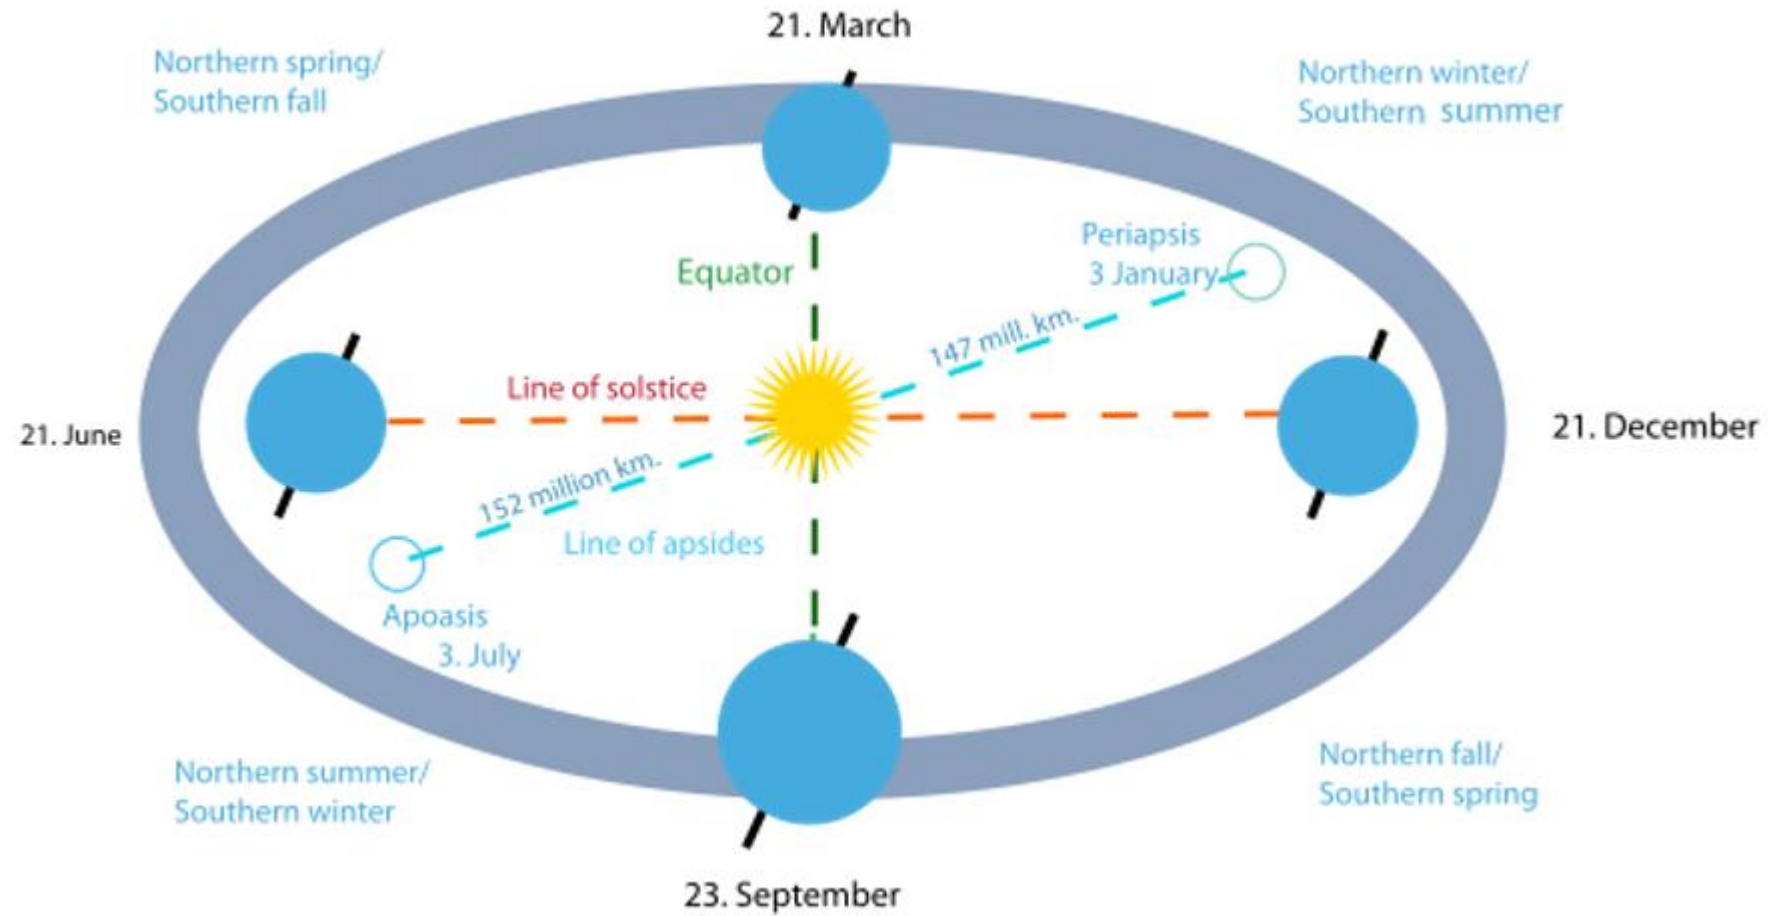 21. March
Northern spring/
Southern fall
Northern winter/
Southern summer
Periapsis
3 January
Equator
147 mill. km.
Line of solstice
21. June
21. December
152 million km.
Line of apsides
Apoasis
3. July
Northern summer/
Southern winter
Northern fall/
Southern spring
23. September